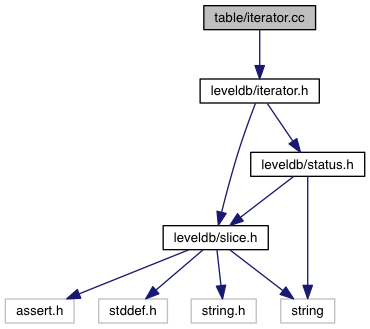 table/iterator.cc
leveldb/iterator.h
leveldb/status.h
leveldb/slice.h
assert.h
stddef.h
string.h
string